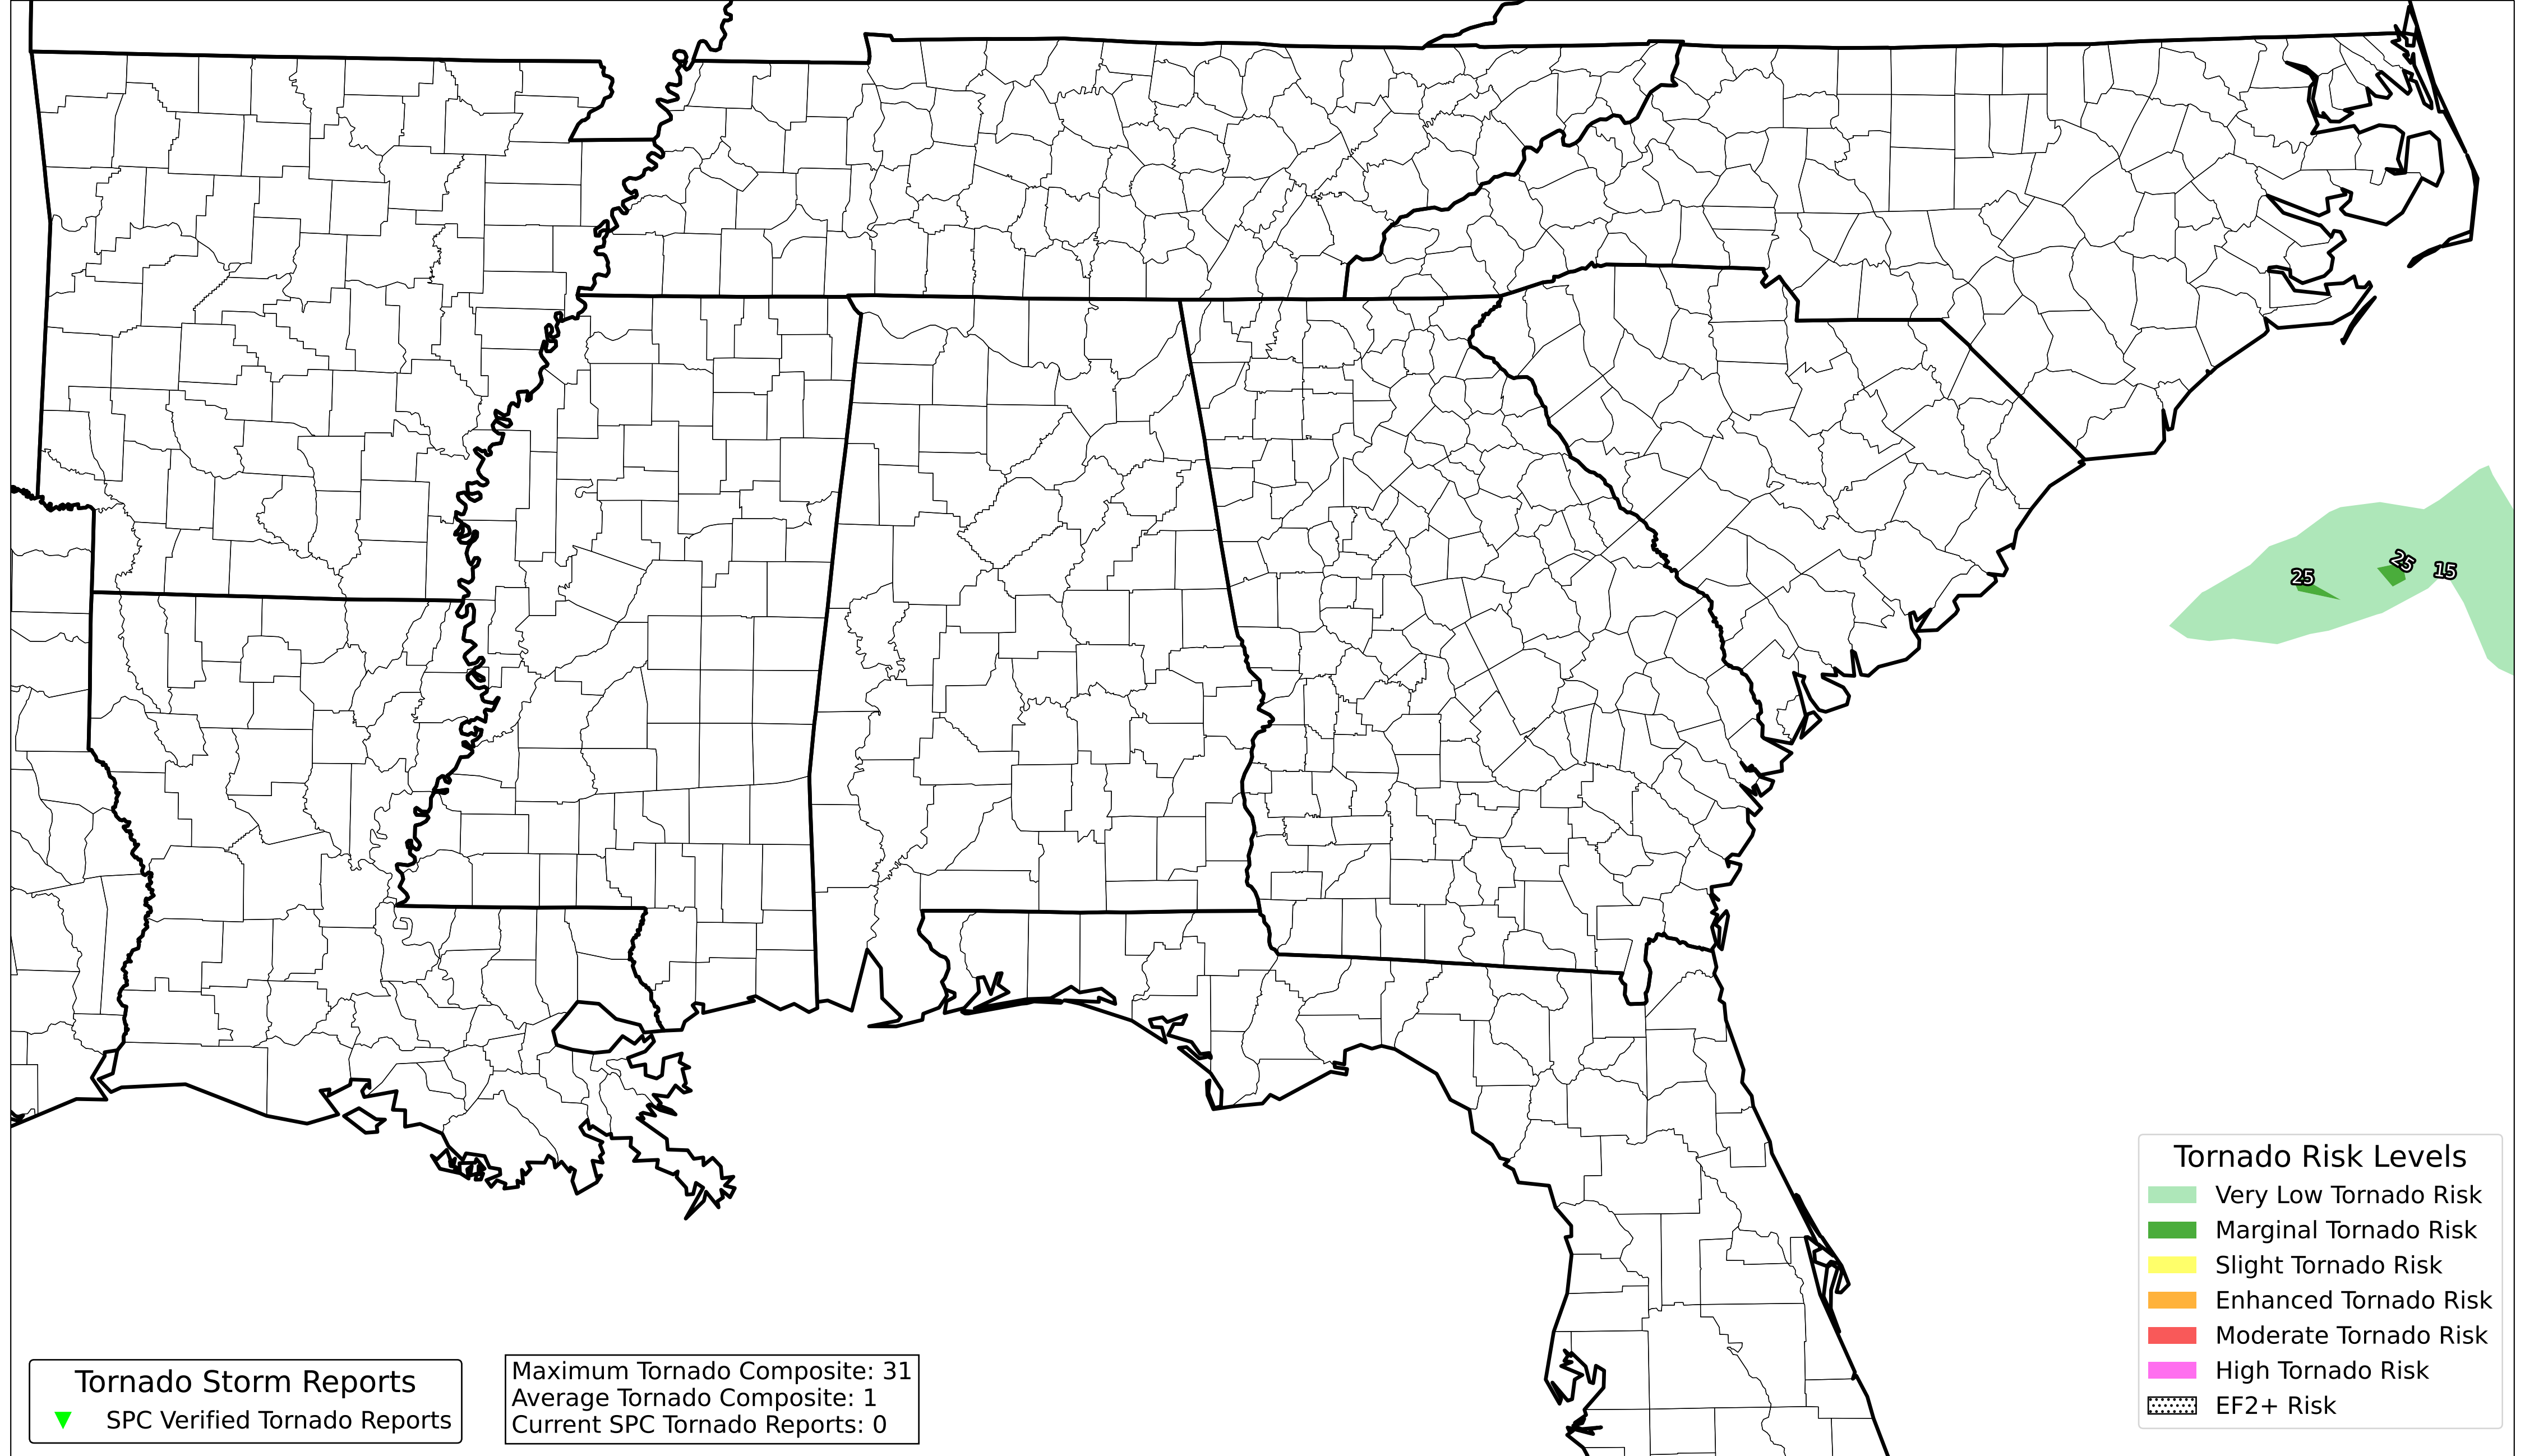 25
25
15
Tornado Risk Levels
Very Low Tornado Risk
Marginal Tornado Risk
Slight Tornado Risk
Enhanced Tornado Risk
Moderate Tornado Risk
High Tornado Risk
EF2+ Risk
Tornado Storm Reports
SPC Verified Tornado Reports
Maximum Tornado Composite: 31
Average Tornado Composite: 1
Current SPC Tornado Reports: 0